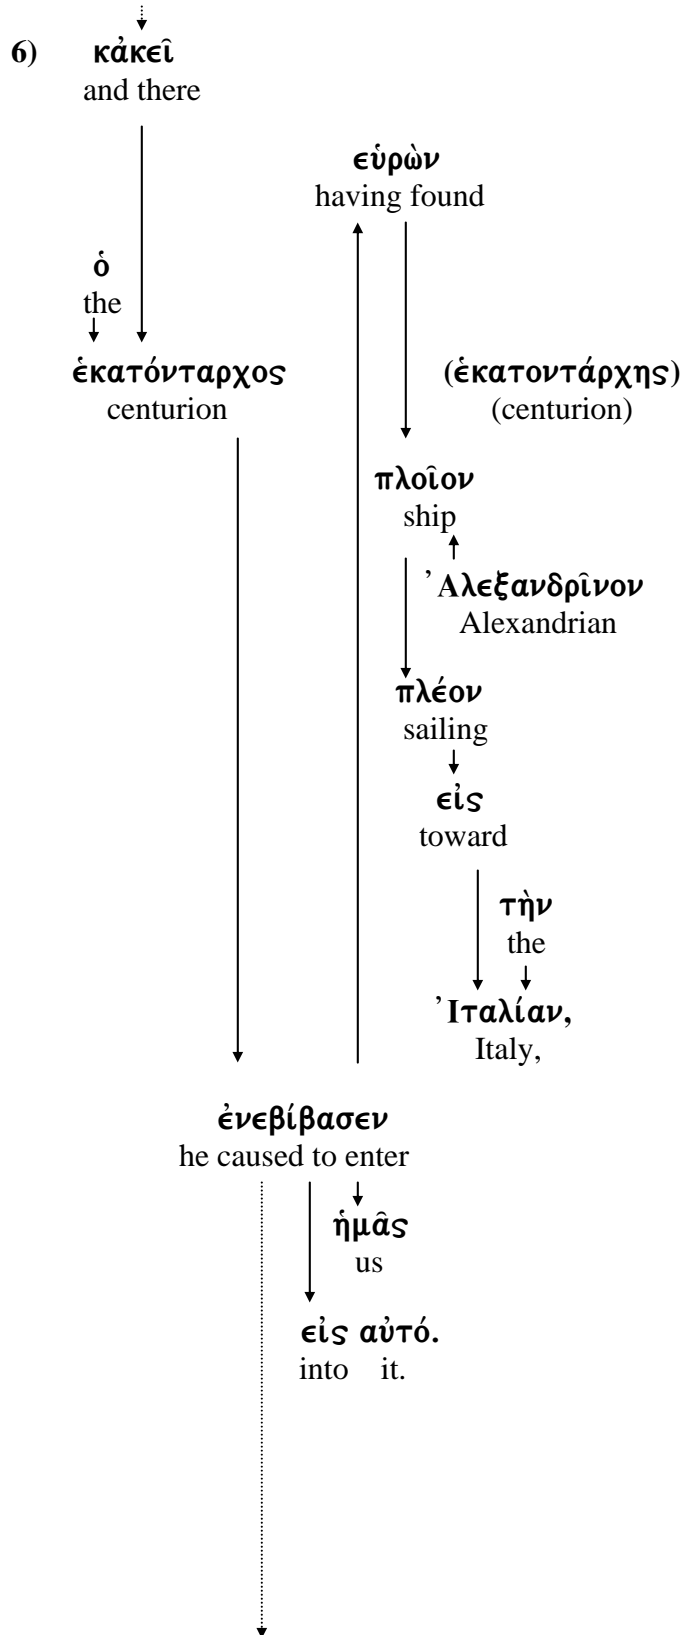 6) κἀκεῖ
and there
εὑρὼν
having found
ὁ
the
ἑκατόνταρχος (ἑκατοντάρχης)
centurion (centurion)
πλοῖον
ship
Ἀλεξανδρῖνον
Alexandrian
πλέον
sailing
εἰς
toward
τὴν
the
Ἰταλίαν,
Italy,
ἐνεβίβασεν
he caused to enter
ἡμᾶς
us
εἰς αὐτό.
into it.